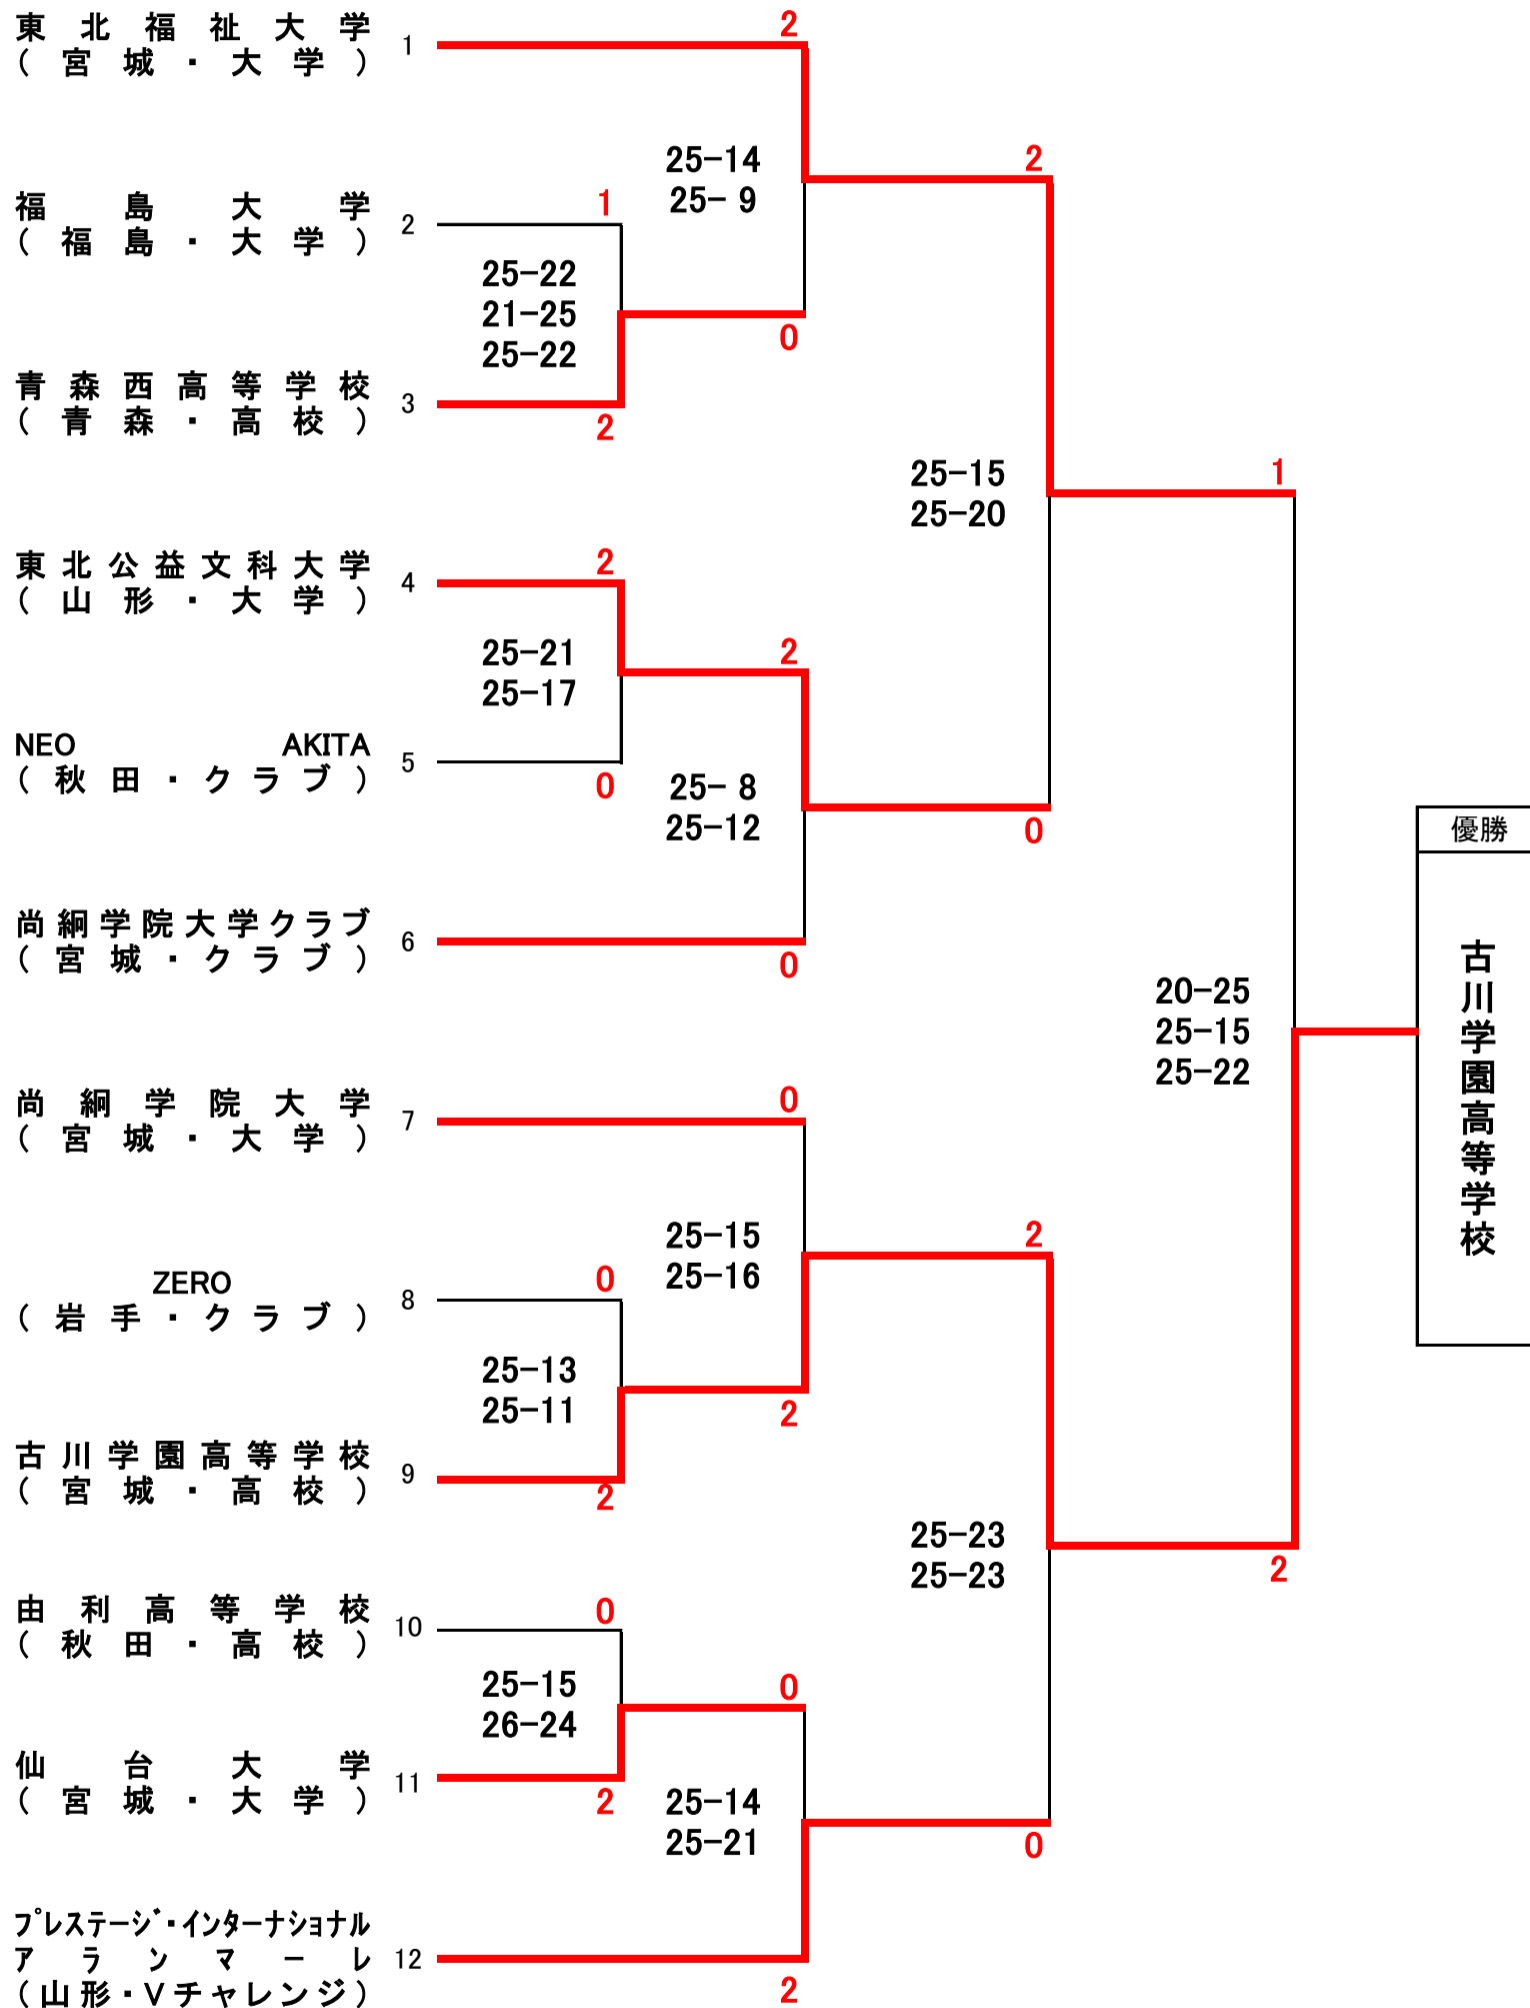 東北福祉大学
(宮城・大学)
1
2
25-14
25- 9
2
福島大学
(福島・大学)
2
1
25-22
21-25
25-22
0
青森西高等学校
(青森・高校)
3
2
25-15
25-20
1
東北公益文科大学
(山形・大学)
4
2
25-21
25-17
2
NEO AKITA
(秋田・クラブ)
5
0
25- 8
25-12
0
優勝
尚絅学院大学クラブ
(宮城・クラブ)
6
0
20-25
25-15
25-22
古川学園高等学校
尚絅学院大学
(宮城・大学)
7
0
25-15
25-16
2
ZERO
(岩手・クラブ)
8
0
25-13
25-11
2
古川学園高等学校
(宮城・高校)
9
2
25-23
25-23
2
由利高等学校
(秋田・高校)
10
0
25-15
26-24
0
仙台大学
(宮城・大学)
11
2
25-14
25-21
0
プレステージ・インターナショナル
アランマーレ
(山形・Vチャレンジ)
12
2